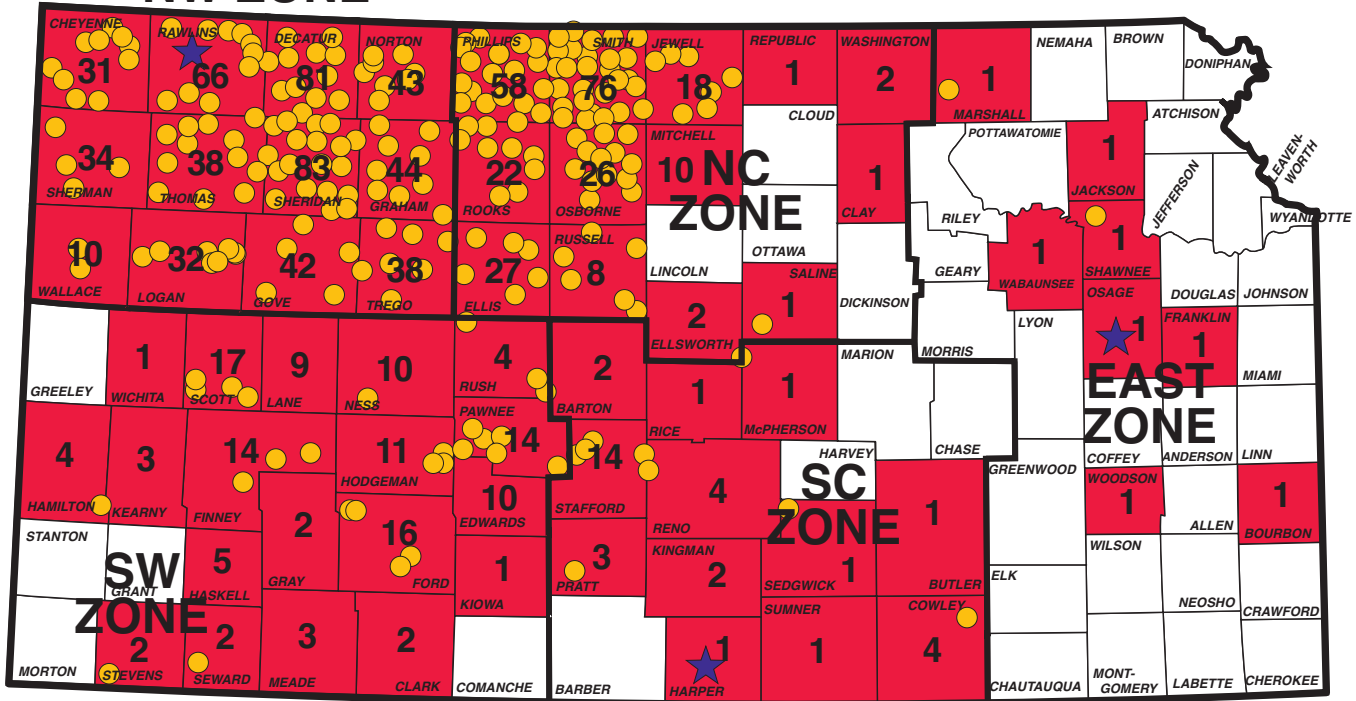 NW ZONE
CHEYENNE
31
RAWLINS
66
DECATUR
81
NORTON
43
PHILLIPS
58
SMITH
76
JEWELL
18
REPUBLIC
1
WASHINGTON
2
1
MARSHALL
NEMAHA
BROWN
DONIPHAN
34
SHERMAN
38
THOMAS
83
SHERIDAN
44
GRAHAM
22
ROOKS
26
OSBORNE
MITCHELL
10
CLOUD
1
CLAY
POTTAWATOMIE
1
JACKSON
ATCHISON
JEFFERSON
LEAVEN-
WORTH
WYANDOTTE
NC
ZONE
10
WALLACE
32
LOGAN
42
GOVE
38
TREGO
27
ELLIS
RUSSELL
8
LINCOLN
OTTAWA
RILEY
GEARY
1
WABAUNSEE
1
SHAWNEE
DOUGLAS
JOHNSON
2
ELLSWORTH
SALINE
1
DICKINSON
MORRIS
LYON
OSAGE
1
FRANKLIN
1
MIAMI
GREELEY
1
WICHITA
17
SCOTT
9
LANE
10
NESS
4
RUSH
2
BARTON
1
RICE
1
McPHERSON
MARION
CHASE
EAST
ZONE
COFFEY
ANDERSON
LINN
4
HAMILTON
3
KEARNY
14
FINNEY
11
HODGEMAN
PAWNEE
14
10
EDWARDS
14
STAFFORD
4
RENO
HARVEY
SC
ZONE
1
BUTLER
GREENWOOD
WOODSON
1
ALLEN
1
BOURBON
STANTON
GRANT
SW
ZONE
5
HASKELL
2
GRAY
16
FORD
1
KIOWA
3
PRATT
KINGMAN
2
SEDGWICK
1
ELK
WILSON
NEOSHO
CRAWFORD
MORTON
2
STEVENS
2
SEWARD
3
MEADE
2
CLARK
COMANCHE
BARBER
1
HARPER
SUMNER
1
COWLEY
4
CHAUTAUQUA
MONT-
GOMERY
LABETTE
CHEROKEE